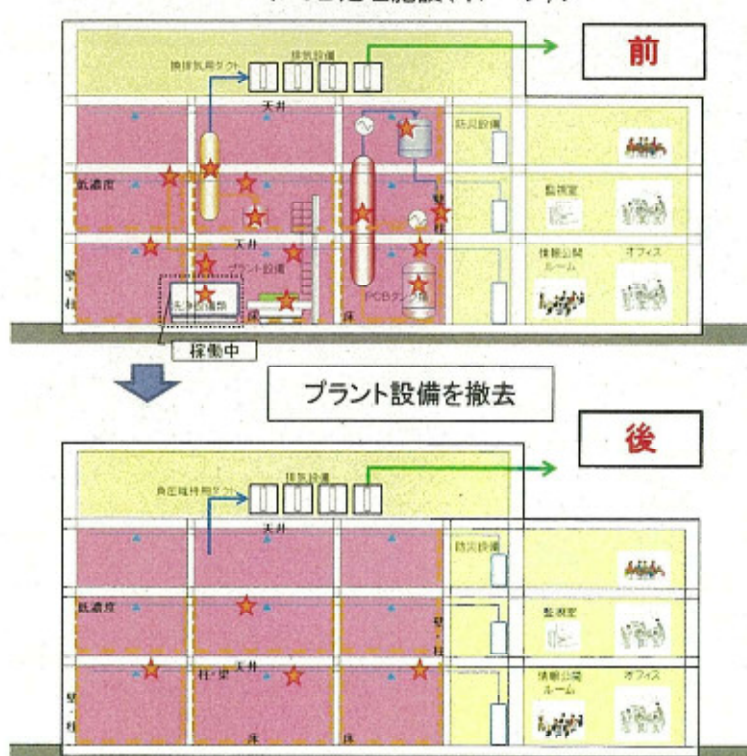 前
排気設備
換排気用ダクト
天井
防災設備
低濃度
監視室
壁・柱
天井
プラント設備
情報公開
ルーム
オフィス
壁・柱
洗浄設備類
PCBタンク類
床
床
稼働中
プラント設備を撤去
後
排気設備
負圧維持用ダクト
天井
防災設備
低濃度
監視室
壁・柱
天井
柱・梁
情報公開
ルーム
オフィス
壁・柱
床
床